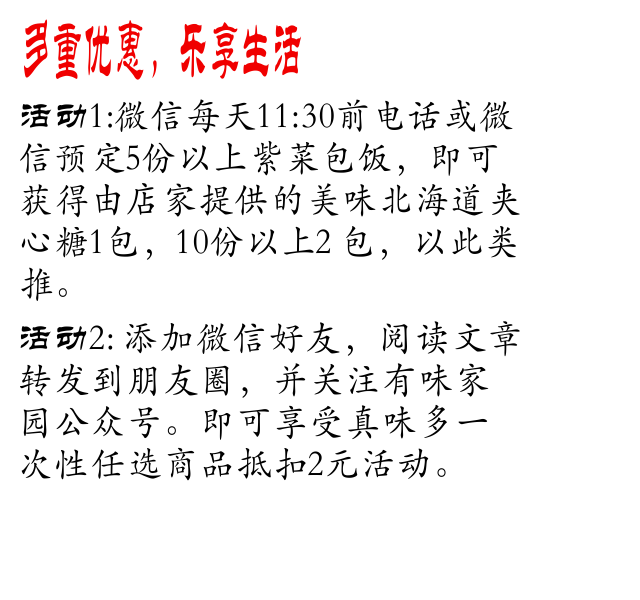 多重优惠，乐享生活
活动1:微信每天11:30前电话或微
信预定5份以上紫菜包饭，即可
获得由店家提供的美味北海道夹
心糖1包，10份以上2 包，以此类
推。
活动2: 添加微信好友，阅读文章
转发到朋友圈，并关注有味家
园公众号。即可享受真味多一
次性任选商品抵扣2元活动。